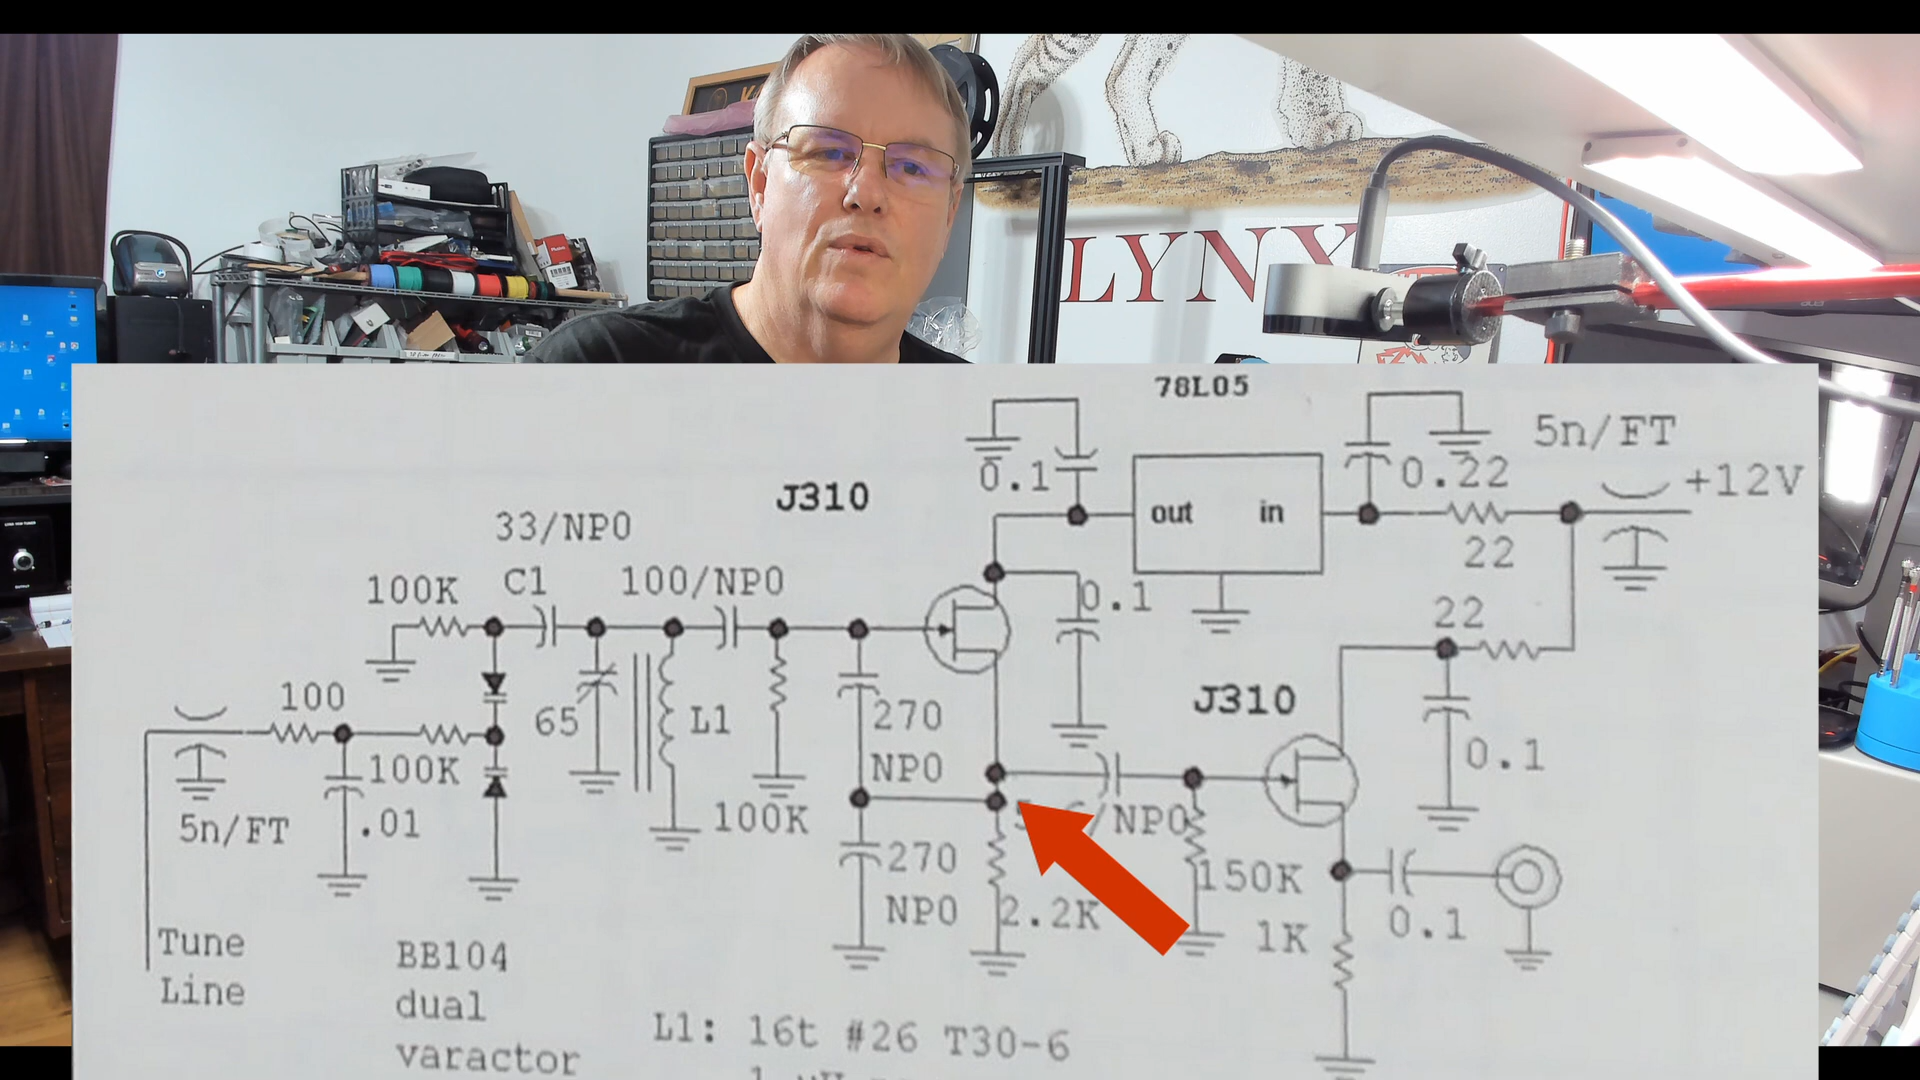 LYNX
78L05
5n/FT
0.1
out
in
0.22
+12V
J310
33/NPO
22
100K
C1
100/NPO
0.1
22
100
65
L1
270
NPO
J310
0.1
100K
5n/FT
.01
100K
/NPO
270
NPO
2.2K
150K
1K
0.1
Tune
Line
BB104
dual
varactor
L1: 16t #26 T30-6